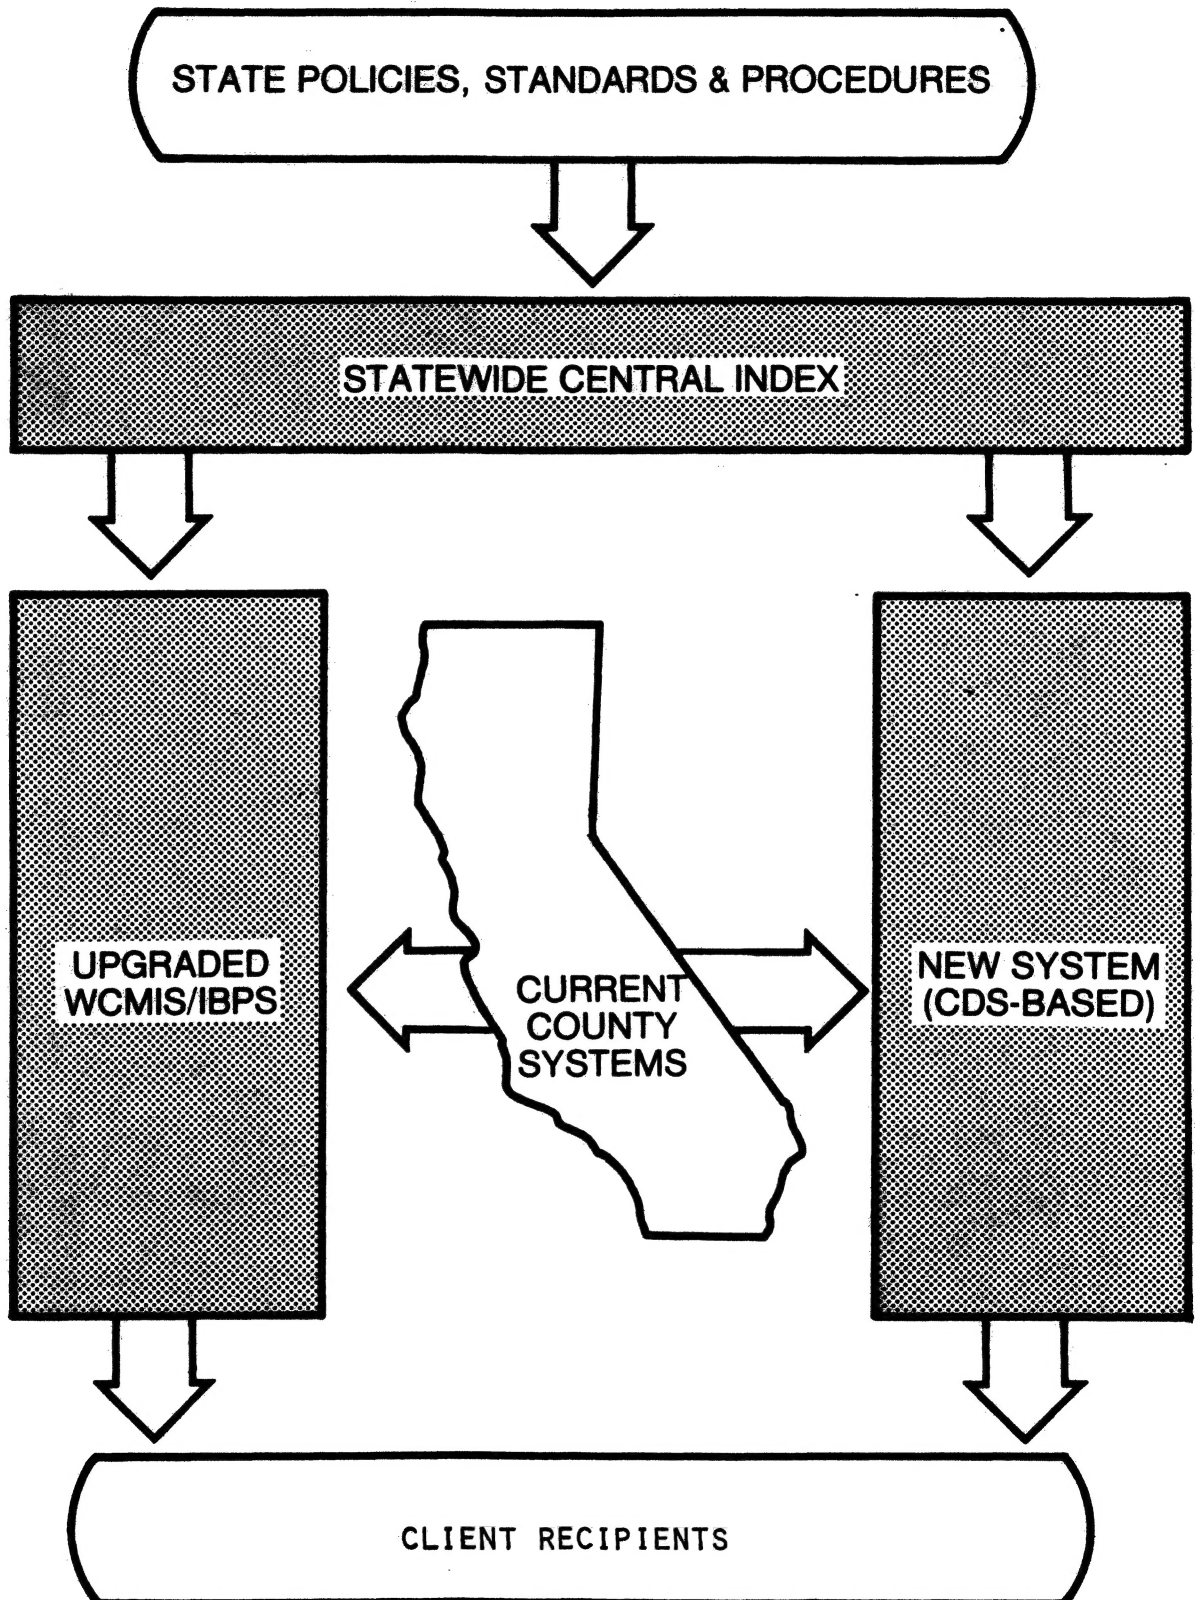 STATE POLICIES, STANDARDS & PROCEDURES
STATEWIDE CENTRAL INDEX
UPGRADED
WCMIS/IBPS
CURRENT
COUNTY
SYSTEMS
NEW SYSTEM
(CDS-BASED)
CLIENT RECIPIENTS